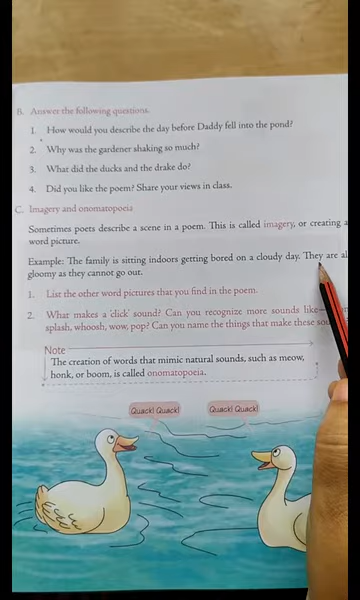 B. Answer the following questions.
1. How would you describe the day before Daddy fell into the pond?
2. Why was the gardener shaking so much?
3. What did the ducks and the drake do?
4. Did you like the poem? Share your views in class.
C. Imagery and onomatopoeia
Sometimes poets describe a scene in a poem. This is called imagery, or creating a
word picture.
Example: The family is sitting indoors getting bored on a cloudy day. They are
gloomy as they cannot go out.
1. List the other word pictures that you find in the poem.
2. What makes a 'click' sound? Can you recognize more sounds like—
splash, whoosh, wow, pop? Can you name the things that make these
Note
The creation of words that mimic natural sounds, such as meow,
honk, or boom, is called onomatopoeia.
Quack! Quack! Quack! Quack!